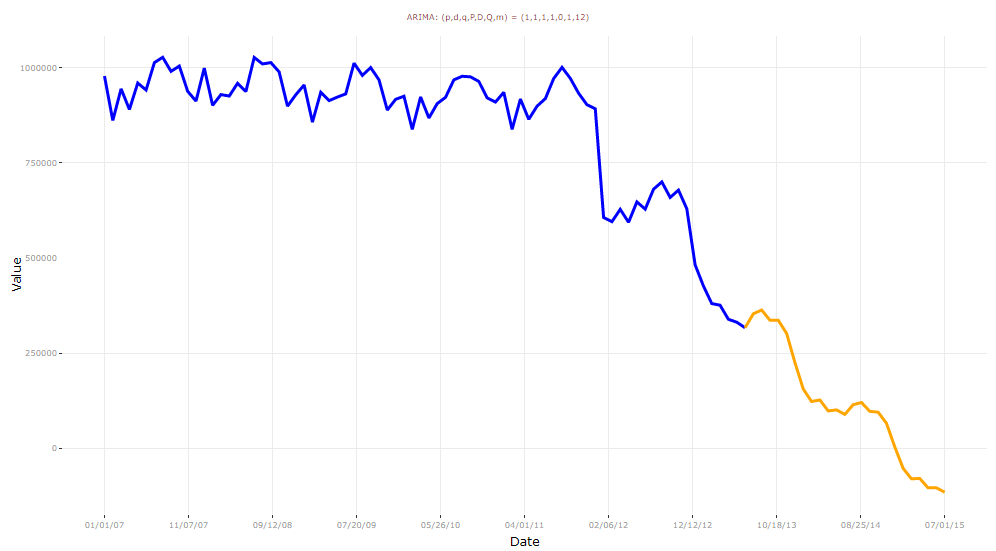 ARIMA: (p,d,q,P,D,Q,m) = (1,1,1,1,0,1,12)
1000000
750000
500000
250000
0
Value
01/01/07 11/07/07 09/12/08 07/20/09 05/26/10 04/01/11 02/06/12 12/12/12 10/18/13 08/25/14 07/01/15
Date